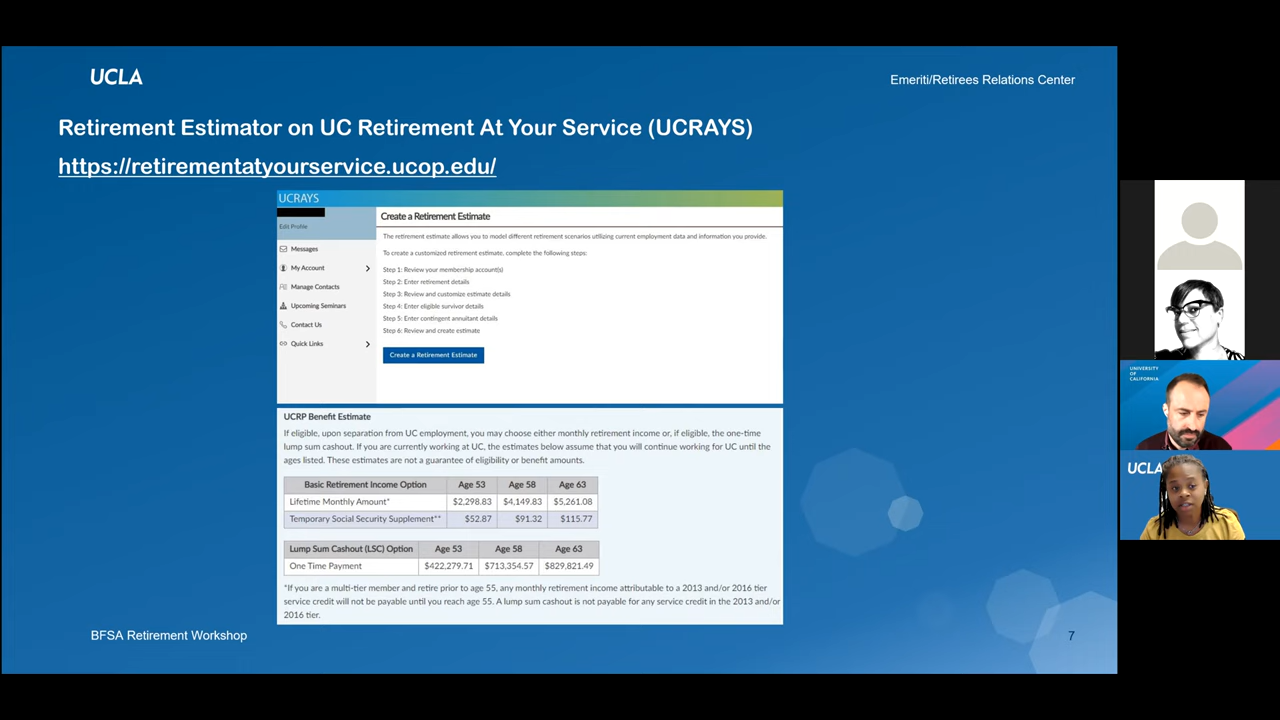 UCLA
Emeriti/Retirees Relations Center
Retirement Estimator on UC Retirement At Your Service (UCRAYS)
https://retirementatyourservice.ucop.edu/
UCRAYS
Edit Profile
Messages
My Account
Manage Contacts
Upcoming Seminars
Contact Us
Quick Links
Create a Retirement Estimate
The retirement estimate allows you to model different retirement scenarios utilizing current employment data and information you provide.
To create a customized retirement estimate, complete the following steps:
Step 1: Review your membership account(s)
Step 2: Enter retirement details
Step 3: Review and customize estimate details
Step 4: Enter eligible survivor details
Step 5: Enter contingent annuitant details
Step 6: Review and create estimate
Create a Retirement Estimate
UCRP Benefit Estimate
If eligible, upon separation from UC employment, you may choose either monthly retirement income or, if eligible, the one-time
lump sum cashout. If you are currently working at UC, the estimates below assume that you will continue working for UC until the
ages listed. These estimates are not a guarantee of eligibility or benefit amounts.
Basic Retirement Income Option Age 53 Age 58 Age 63
Lifetime Monthly Amount* $2,298.83 $4,149.83 $5,261.08
Temporary Social Security Supplement** $52.87 $91.32 $115.77
Lump Sum Cashout (LSC) Option Age 53 Age 58 Age 63
One Time Payment $422,279.71 $713,354.57 $829,821.49
*If you are a multi-tier member and retire prior to age 55, any monthly retirement income attributable to a 2013 and/or 2016 tier
service credit will not be payable until you reach age 55. A lump sum cashout is not payable for any service credit in the 2013 and/or
2016 tier.
BFSA Retirement Workshop
7
UNIVERSITY
OF
CALIFORNIA
UCLA